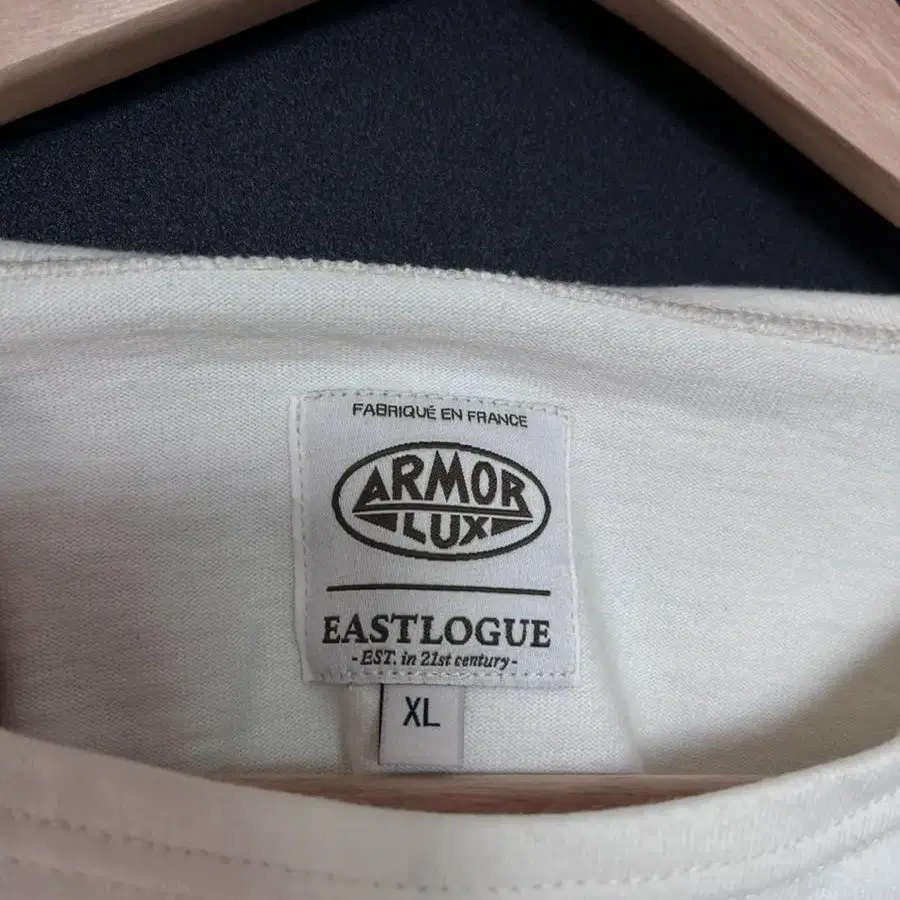 FABRIQUÉ EN FRANCE
ARMOR
LUX
EASTLOGUE
- EST. in 21st century -
XL